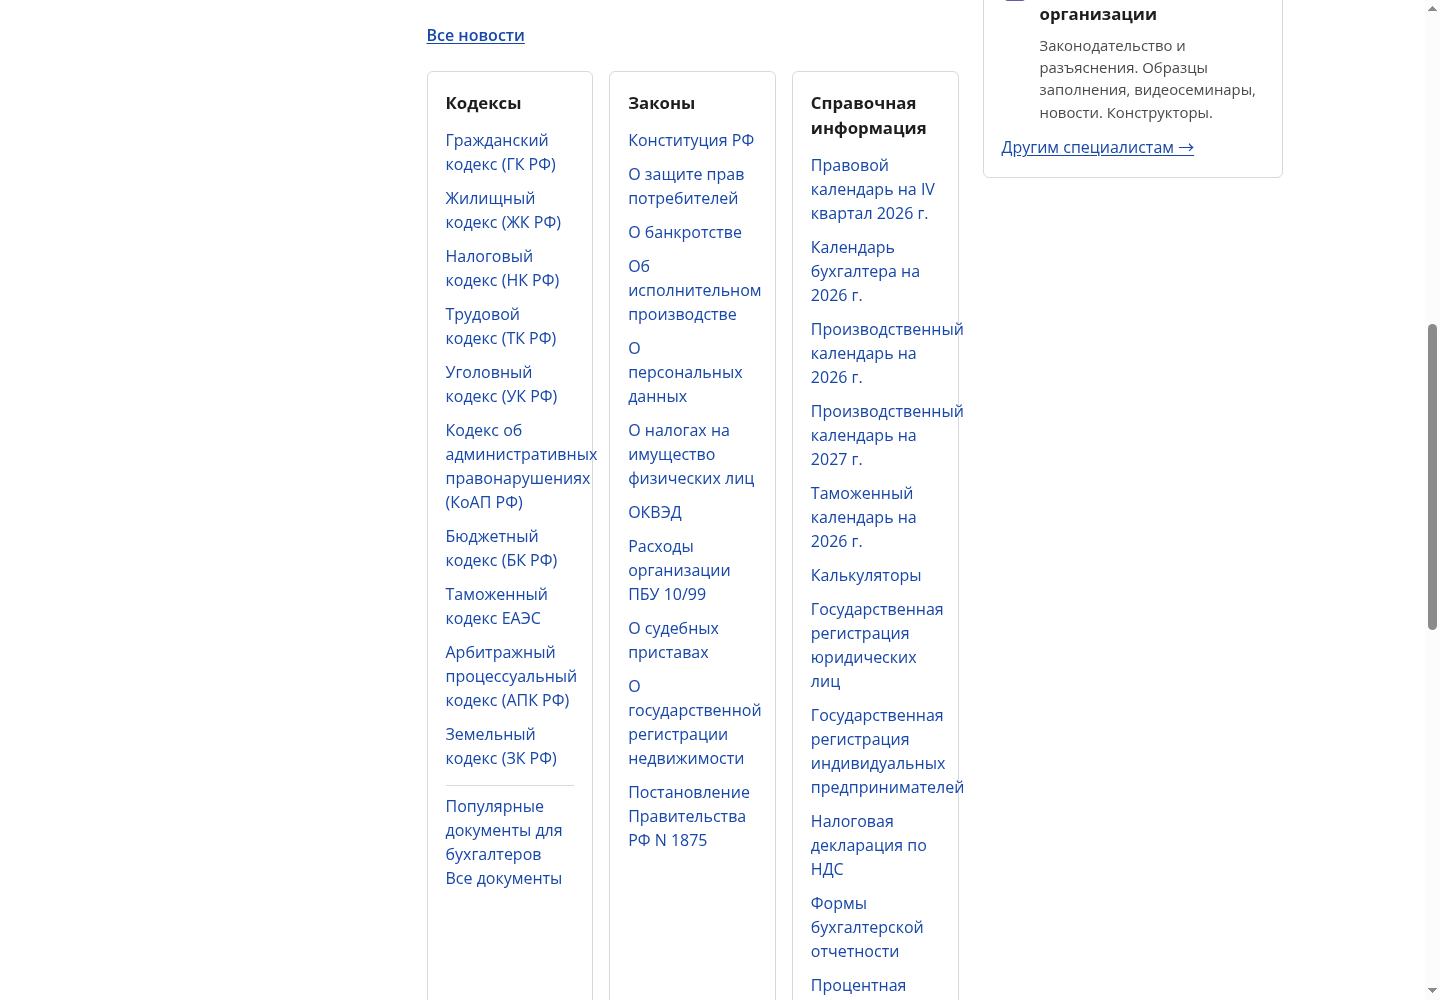 Все новости
Кодексы
Гражданский
кодекс (ГК РФ)
Жилищный
кодекс (ЖК РФ)
Налоговый
кодекс (НК РФ)
Трудовой
кодекс (ТК РФ)
Уголовный
кодекс (УК РФ)
Кодекс об
административных
правонарушениях
(КоАП РФ)
Бюджетный
кодекс (БК РФ)
Таможенный
кодекс ЕАЭС
Арбитражный
процессуальный
кодекс (АПК РФ)
Земельный
кодекс (ЗК РФ)
Популярные
документы для
бухгалтеров
Все документы
Законы
Конституция РФ
О защите прав
потребителей
О банкротстве
Об
исполнительном
производстве
О
персональных
данных
О налогах на
имущество
физических лиц
ОКВЭД
Расходы
организации
ПБУ 10/99
О судебных
приставах
О
государственной
регистрации
недвижимости
Постановление
Правительства
РФ N 1875
Справочная
информация
Правовой
календарь на IV
квартал 2026 г.
Календарь
бухгалтера на
2026 г.
Производственный
календарь на
2026 г.
Производственный
календарь на
2027 г.
Таможенный
календарь на
2026 г.
Калькуляторы
Государственная
регистрация
юридических
лиц
Государственная
регистрация
индивидуальных
предпринимателей
Налоговая
декларация по
НДС
Формы
бухгалтерской
отчетности
Процентная
организации
Законодательство и
разъяснения. Образцы
заполнения, видеосеминары,
новости. Конструкторы.
Другим специалистам →